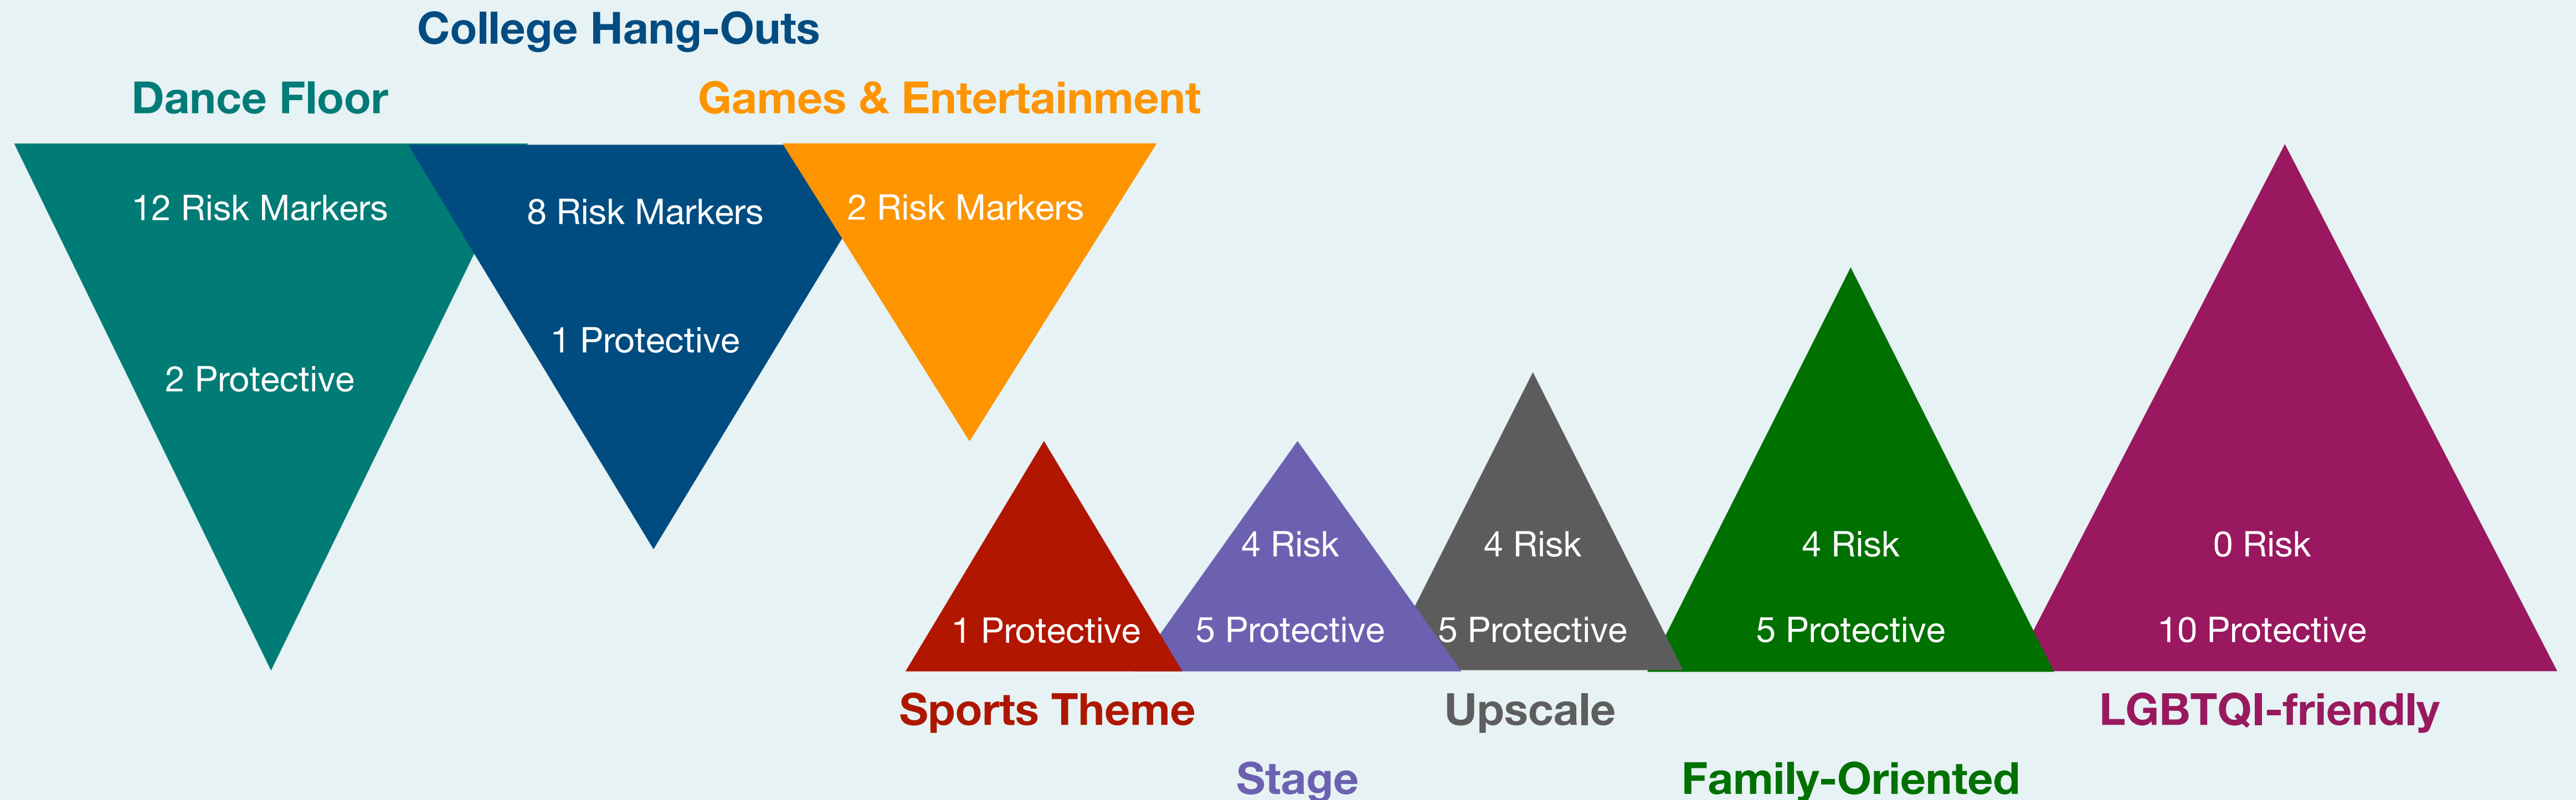 College Hang-Outs
Dance Floor
Games & Entertainment
12 Risk Markers
8 Risk Markers
2 Risk Markers
1 Protective
2 Protective
4 Risk
4 Risk
4 Risk
0 Risk
1 Protective
5 Protective
5 Protective
5 Protective
10 Protective
Sports Theme
Upscale
LGBTQI-friendly
Stage
Family-Oriented